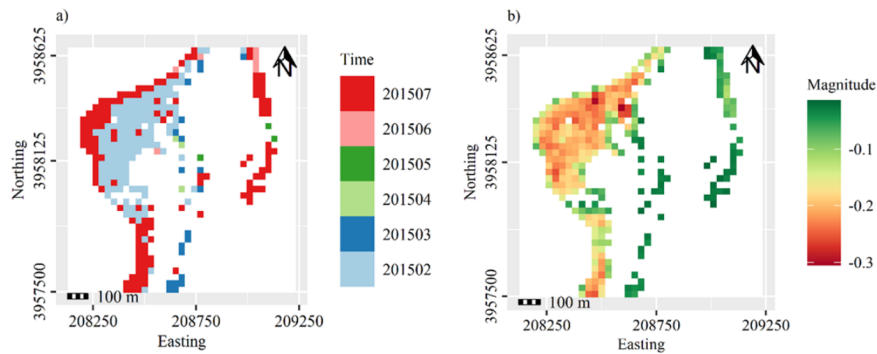 a)
3958625
3958125
3957500
Northing
N
100 m
208250
208750
209250
Easting
Time
201507
201506
201505
201504
201503
201502
b)
3958625
3958125
3957500
Northing
N
100 m
208250
208750
209250
Easting
Magnitude
-0.1
-0.2
-0.3